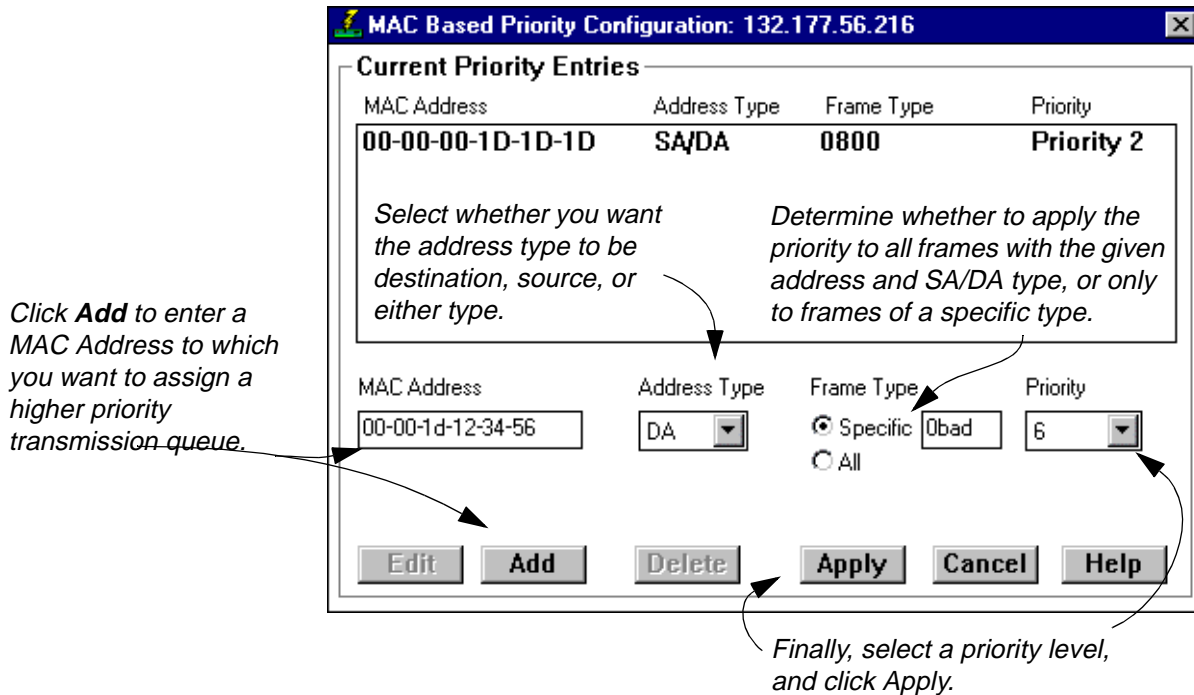 MAC Based Priority Configuration: 132.177.56.216
Current Priority Entries
MAC Address Address Type Frame Type Priority
00-00-00-1D-1D-1D SA/DA 0800 Priority 2
Select whether you want
the address type to be
destination, source, or
either type.
Determine whether to apply the
priority to all frames with the given
address and SA/DA type, or only
to frames of a specific type.
Click Add to enter a
MAC Address to which
you want to assign a
higher priority
transmission queue.
MAC Address Address Type Frame Type Priority
00-00-1d-12-34-56 DA Specific 0bad 6
All
Edit Add Delete Apply Cancel Help
Finally, select a priority level,
and click Apply.